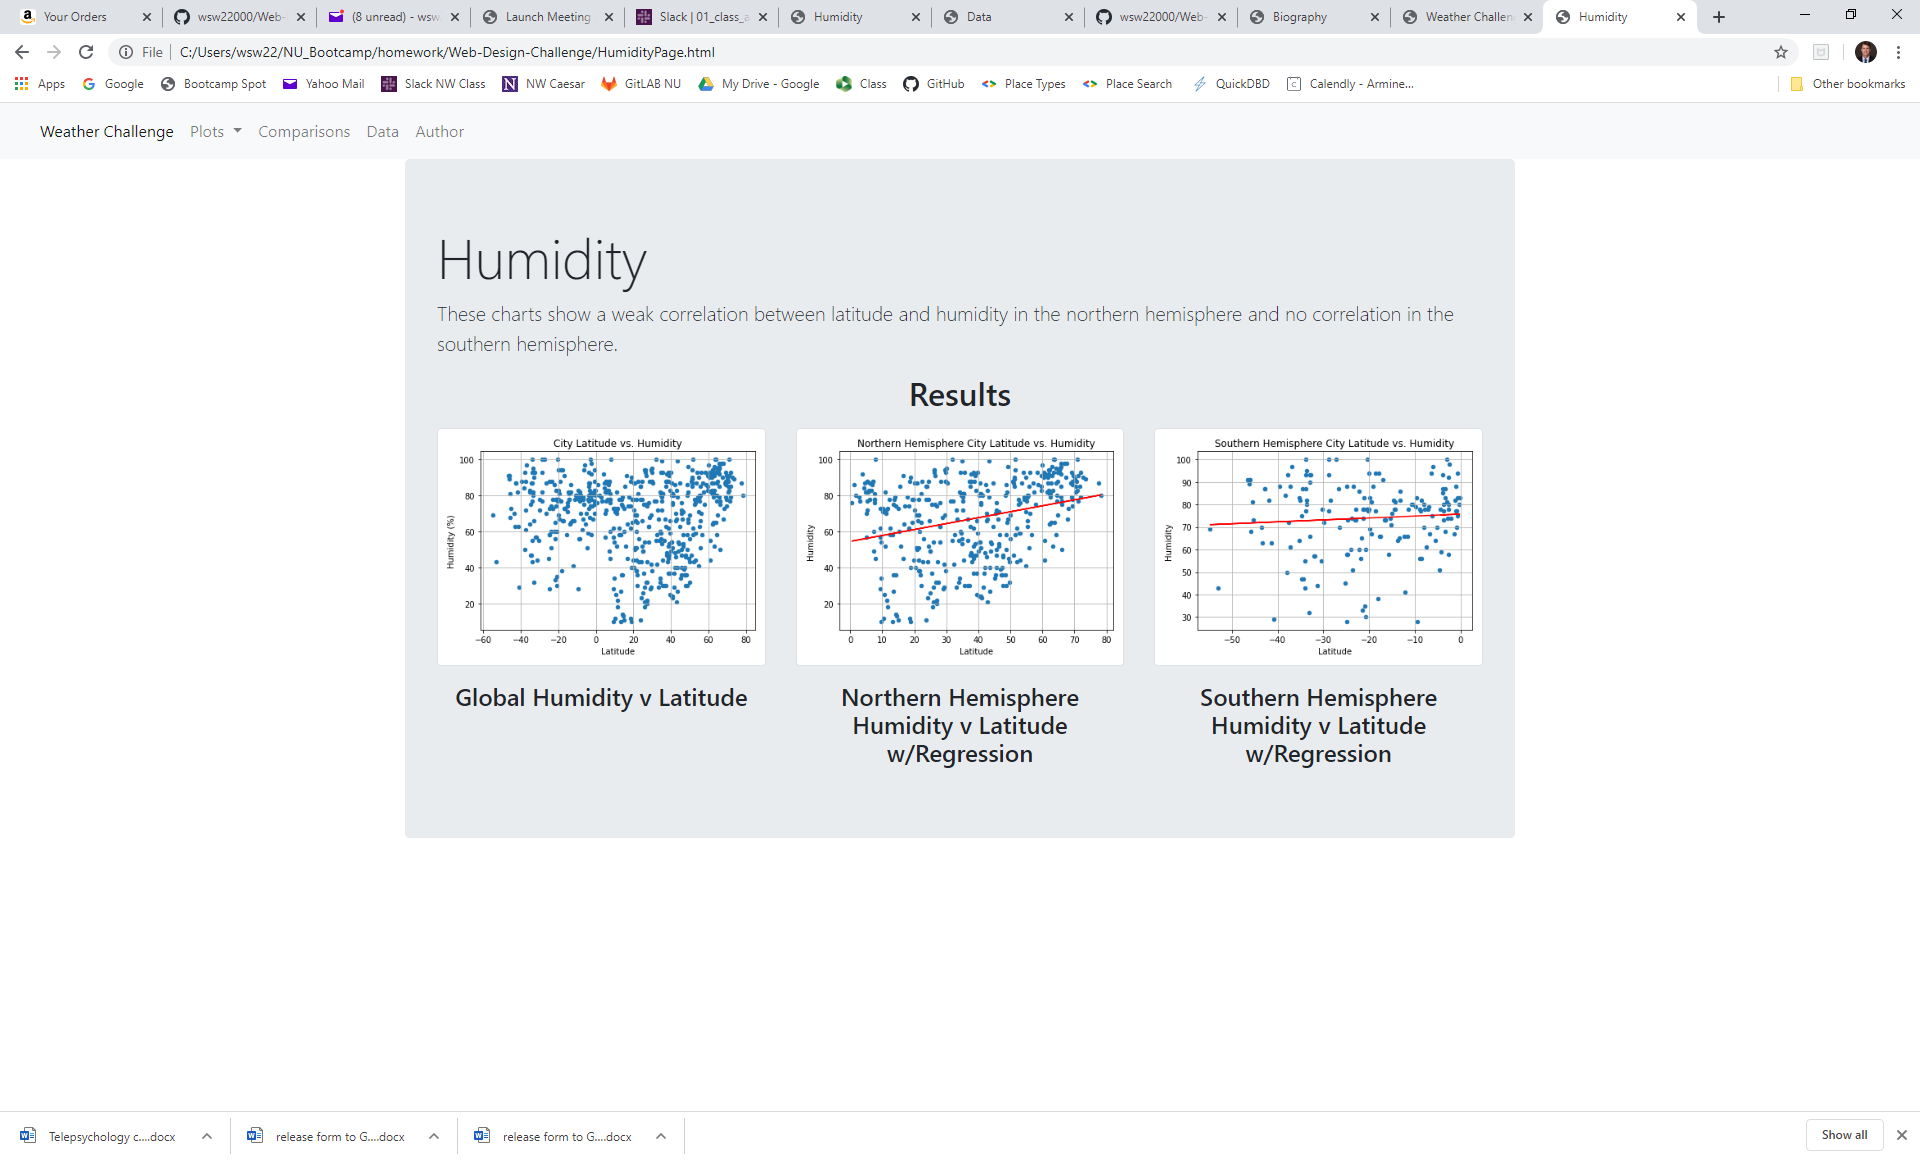 Your Orders
wsw22000/Web-
(8 unread) - wsw
Launch Meeting
Slack | 01_class_a
Humidity
Data
wsw22000/Web-
Biography
Weather Challen
Humidity
File
C:/Users/wsw22/NU_Bootcamp/homework/Web-Design-Challenge/HumidityPage.html
Apps
Google
Bootcamp Spot
Yahoo Mail
Slack NW Class
NW Caesar
GitLAB NU
My Drive - Google
Class
GitHub
Place Types
Place Search
QuickDBD
Calendly - Armine...
Other bookmarks
Weather Challenge Plots Comparisons Data Author
Humidity
These charts show a weak correlation between latitude and humidity in the northern hemisphere and no correlation in the
southern hemisphere.
Results
City Latitude vs. Humidity
100
80
60
40
20
Humidity (%)
−60 −40 −20 0 20 40 60 80
Latitude
Northern Hemisphere City Latitude vs. Humidity
100
80
60
40
20
Humidity
0 10 20 30 40 50 60 70 80
Latitude
Southern Hemisphere City Latitude vs. Humidity
100
90
80
70
60
50
40
30
Humidity
−50 −40 −30 −20 −10 0
Latitude
Global Humidity v Latitude
Northern Hemisphere
Humidity v Latitude
w/Regression
Southern Hemisphere
Humidity v Latitude
w/Regression
Telepsychology c....docx
release form to G....docx
release form to G....docx
Show all